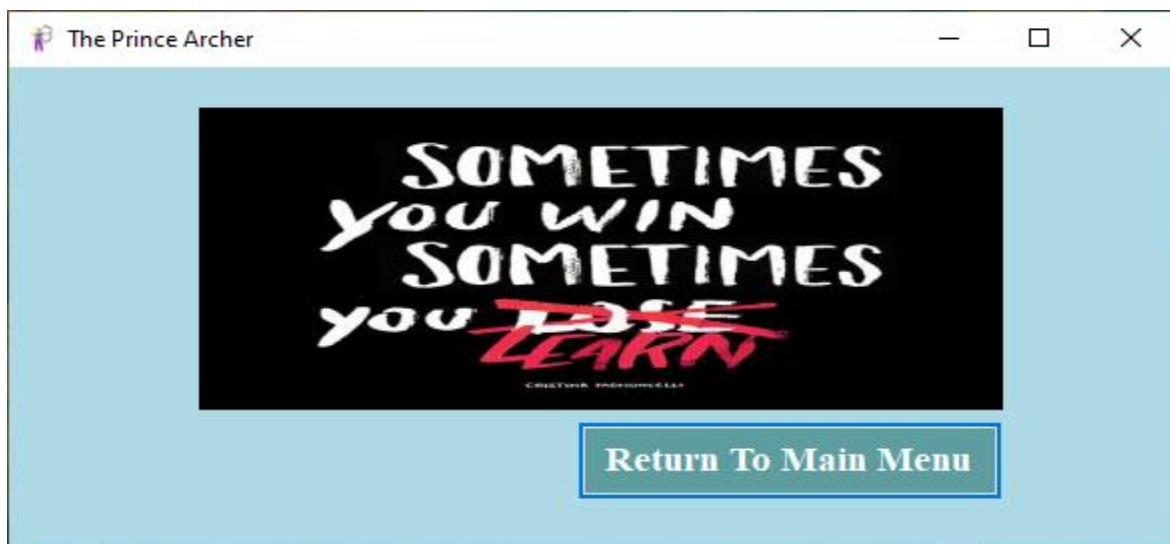 The Prince Archer
SOMETIMES
YOU WIN
SOMETIMES
YOU LOSE
LEARN
Return To Main Menu